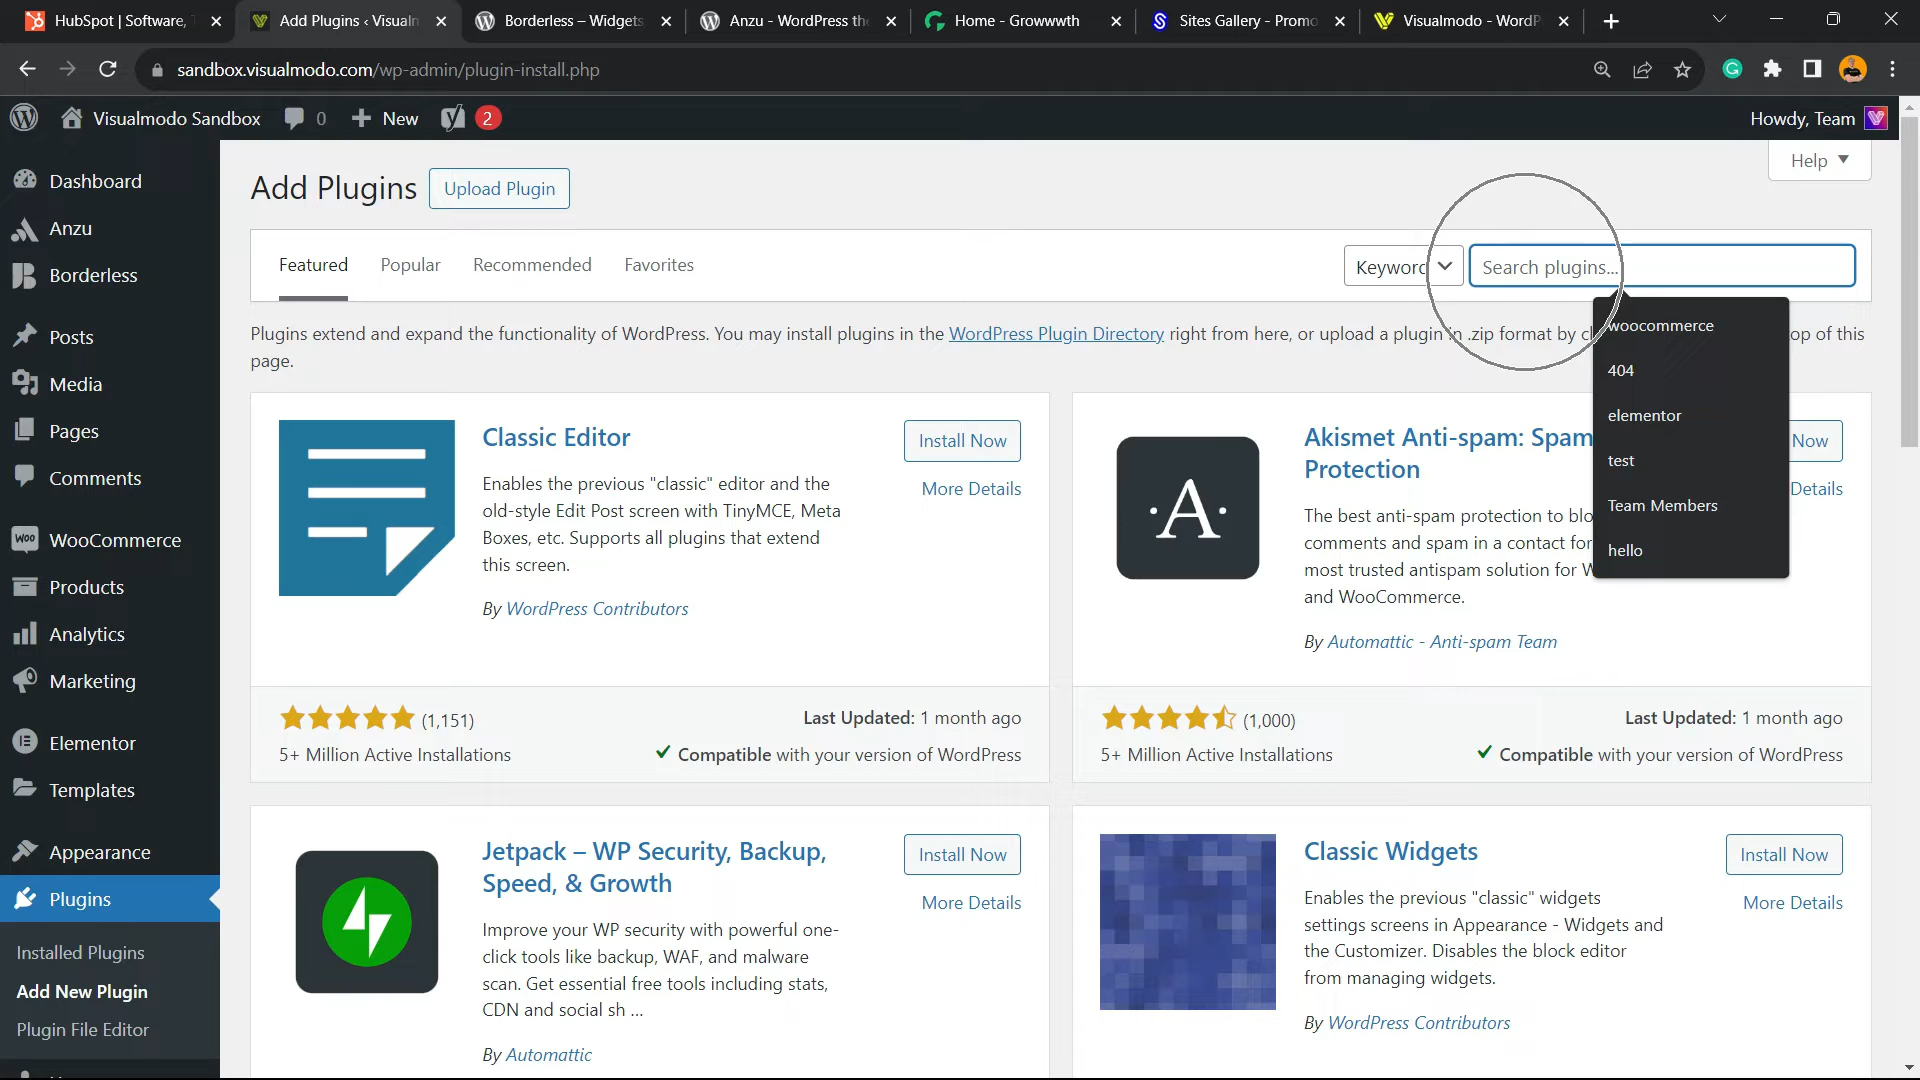 HubSpot | Software,
Add Plugins ‹ Visualm
Borderless – Widgets
Anzu - WordPress the
Home - Growwwth
Sites Gallery - Promo
Visualmodo - WordP
sandbox.visualmodo.com/wp-admin/plugin-install.php
Visualmodo Sandbox
0
New
2
Howdy, Team
Dashboard
Anzu
Borderless
Posts
Media
Pages
Comments
WooCommerce
Products
Analytics
Marketing
Elementor
Templates
Appearance
Plugins
Installed Plugins
Add New Plugin
Plugin File Editor
Help
Add Plugins
Upload Plugin
Featured
Popular
Recommended
Favorites
Keyword
Search plugins...
woocommerce
404
elementor
test
Team Members
hello
Plugins extend and expand the functionality of WordPress. You may install plugins in the WordPress Plugin Directory right from here, or upload a plugin in .zip format by cl op of this
page.
Classic Editor
Install Now
More Details
Enables the previous "classic" editor and the
old-style Edit Post screen with TinyMCE, Meta
Boxes, etc. Supports all plugins that extend
this screen.
By WordPress Contributors
(1,151)
5+ Million Active Installations
Last Updated: 1 month ago
Compatible with your version of WordPress
A
Akismet Anti-spam: Spam
Protection
Now
Details
The best anti-spam protection to blo
comments and spam in a contact for
most trusted antispam solution for W
and WooCommerce.
By Automattic - Anti-spam Team
(1,000)
5+ Million Active Installations
Last Updated: 1 month ago
Compatible with your version of WordPress
Jetpack – WP Security, Backup,
Speed, & Growth
Install Now
More Details
Improve your WP security with powerful one-
click tools like backup, WAF, and malware
scan. Get essential free tools including stats,
CDN and social sh ...
By Automattic
Classic Widgets
Install Now
More Details
Enables the previous "classic" widgets
settings screens in Appearance - Widgets and
the Customizer. Disables the block editor
from managing widgets.
By WordPress Contributors